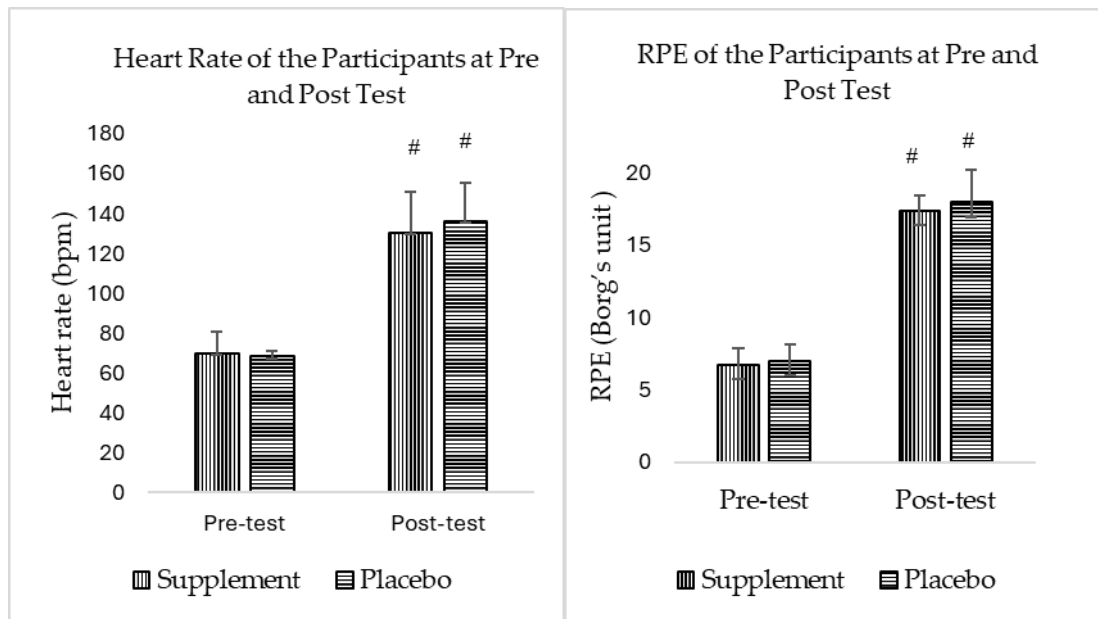 Heart Rate of the Participants at Pre
and Post Test
Heart rate (bpm)
180
160
140
120
100
80
60
40
20
0
#
#
Pre-test
Post-test
Supplement
Placebo
RPE of the Participants at Pre and
Post Test
RPE (Borg's unit )
20
15
10
5
0
#
#
Pre-test
Post-test
Supplement
Placebo